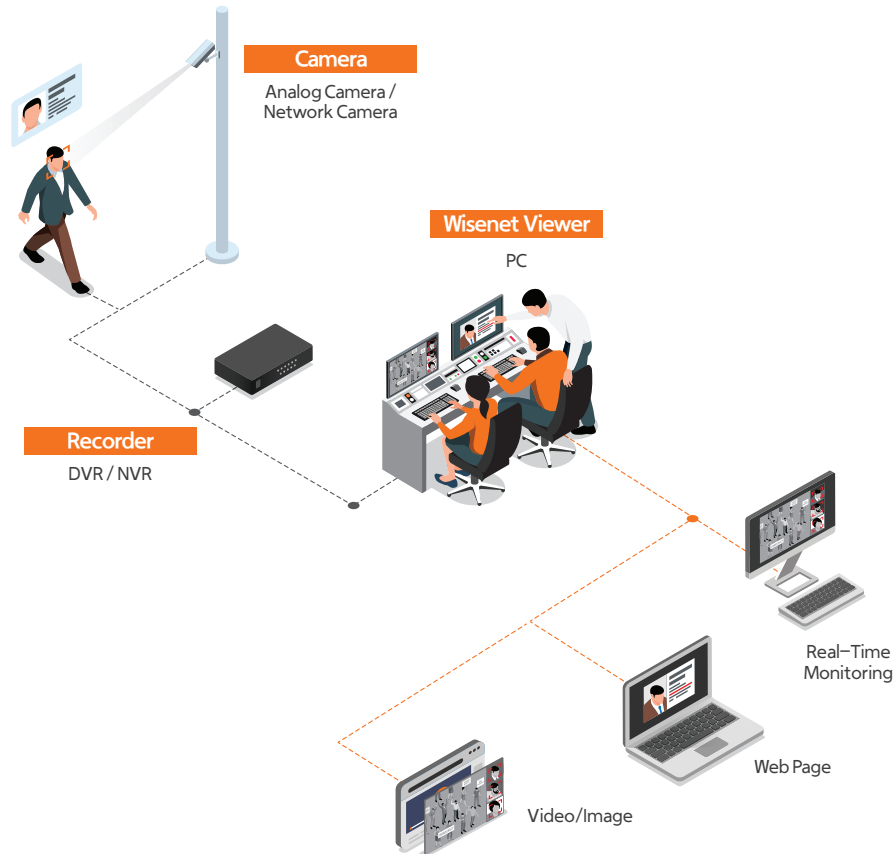 Camera
Analog Camera /
Network Camera
Wisenet Viewer
PC
Recorder
DVR / NVR
Real-Time
Monitoring
Web Page
Video/Image